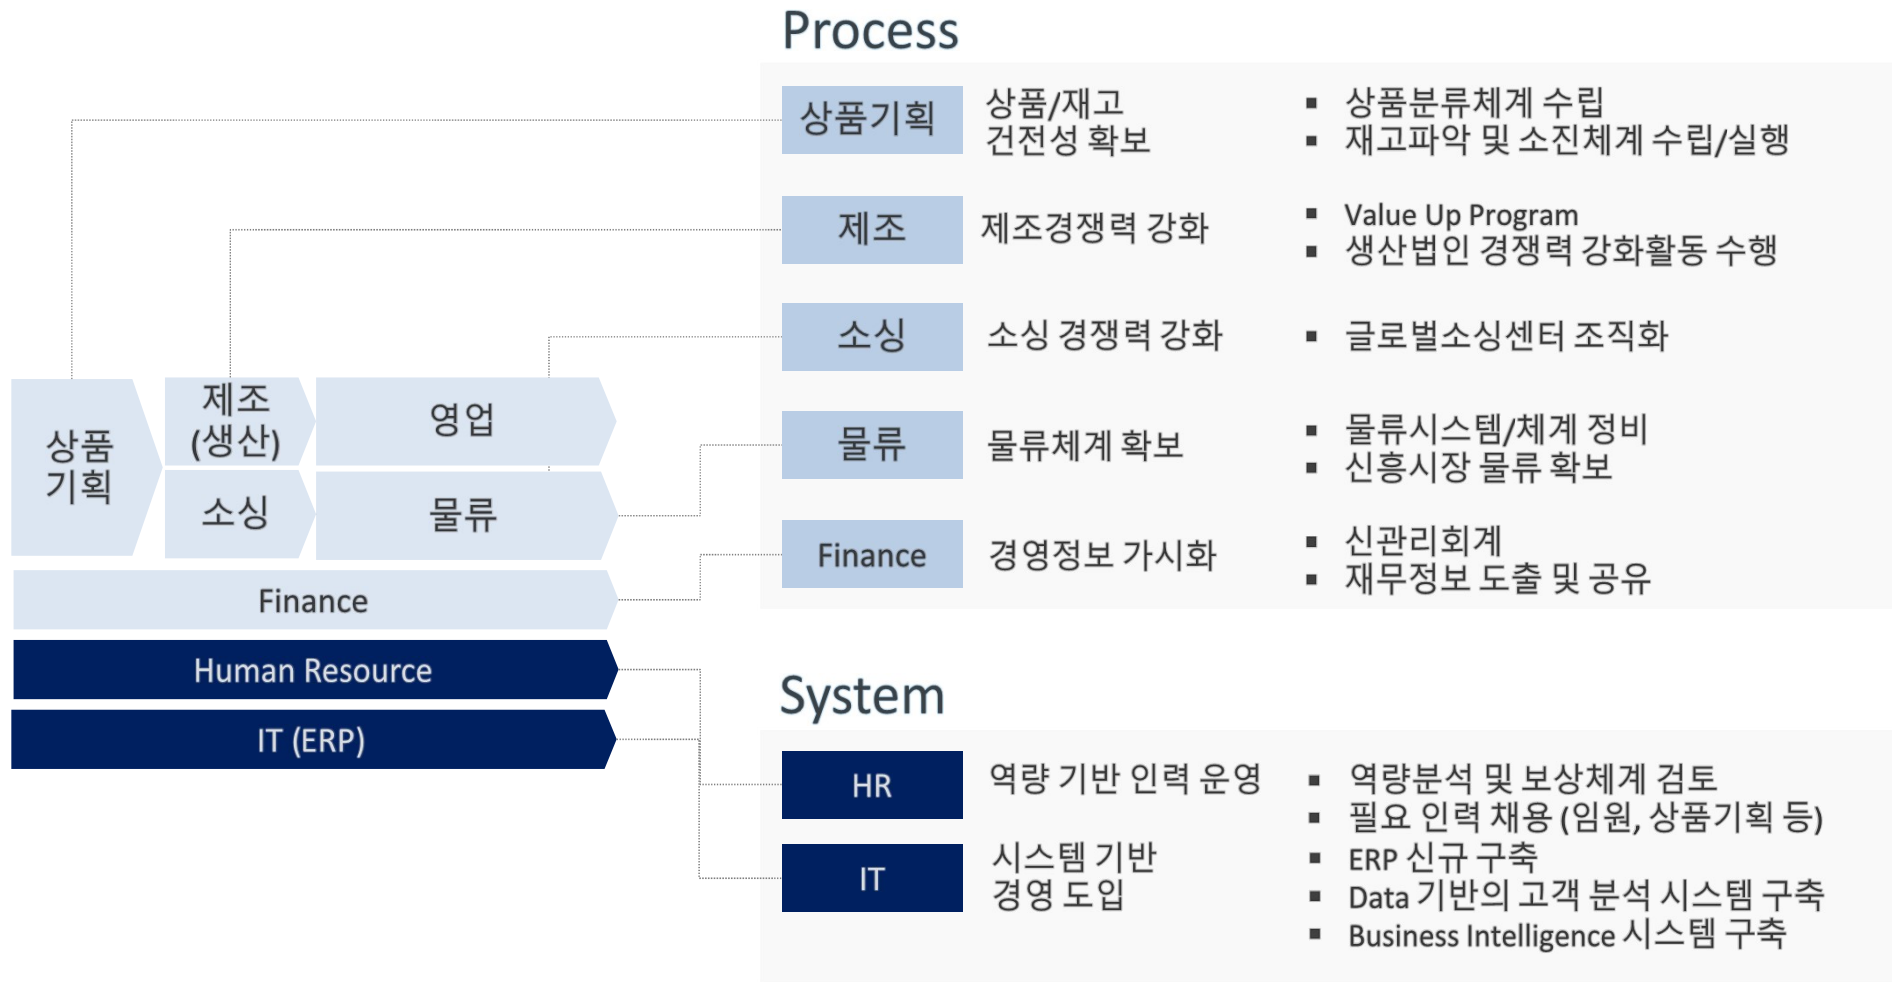 Process
상품기획
상품/재고
건전성 확보
▪ 상품분류체계 수립
▪ 재고파악 및 소진체계 수립/실행
제조
제조경쟁력 강화
▪ Value Up Program
▪ 생산법인 경쟁력 강화활동 수행
소싱
소싱 경쟁력 강화
▪ 글로벌소싱센터 조직화
물류
물류체계 확보
▪ 물류시스템/체계 정비
▪ 신흥시장 물류 확보
Finance
경영정보 가시화
▪ 신관리회계
▪ 재무정보 도출 및 공유
상품
기획
제조
(생산)
영업
소싱
물류
Finance
Human Resource
IT (ERP)
System
HR
역량 기반 인력 운영
▪ 역량분석 및 보상체계 검토
▪ 필요 인력 채용 (임원, 상품기획 등)
IT
시스템 기반
경영 도입
▪ ERP 신규 구축
▪ Data 기반의 고객 분석 시스템 구축
▪ Business Intelligence 시스템 구축